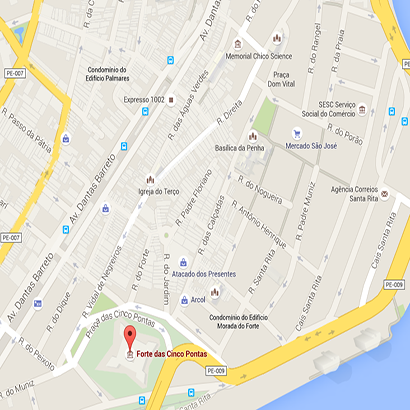 R. da C
Av. Dantas B
R. do Rangel
R. da Praia
Memorial Chico Science
Condomínio do
Edifício Palmares
Praça
Dom Vital
PE-007
Expresso 1002
R. das Águas Verdes
R. Direita
SESC Serviço
Social do Comércio
R. Passo da Pátria
R. do Porão
Basílica da Penha
Mercado São José
Av. Dantas Barreto
Igreja do Terço
R. Padre Floriano
R. do Nogueira
R. Padre Muniz
Agência Correios
Santa Rita
R. das Calçadas
R. Antônio Henrique
PE-007
R. Vidal de Negreiros
R. do Forte
R. do Jardim
R. Santa Rita
Cais Santa Rita
Cais Santa Rita
Av. Dantas Barreto
Atacado dos Presentes
PE-009
R. do Dique
Arcol
Praça das Cinco Pontas
Condomínio do Edifício
Morada do Forte
R. do Peixoto
Forte das Cinco Pontas
PE-009
R. do Muniz